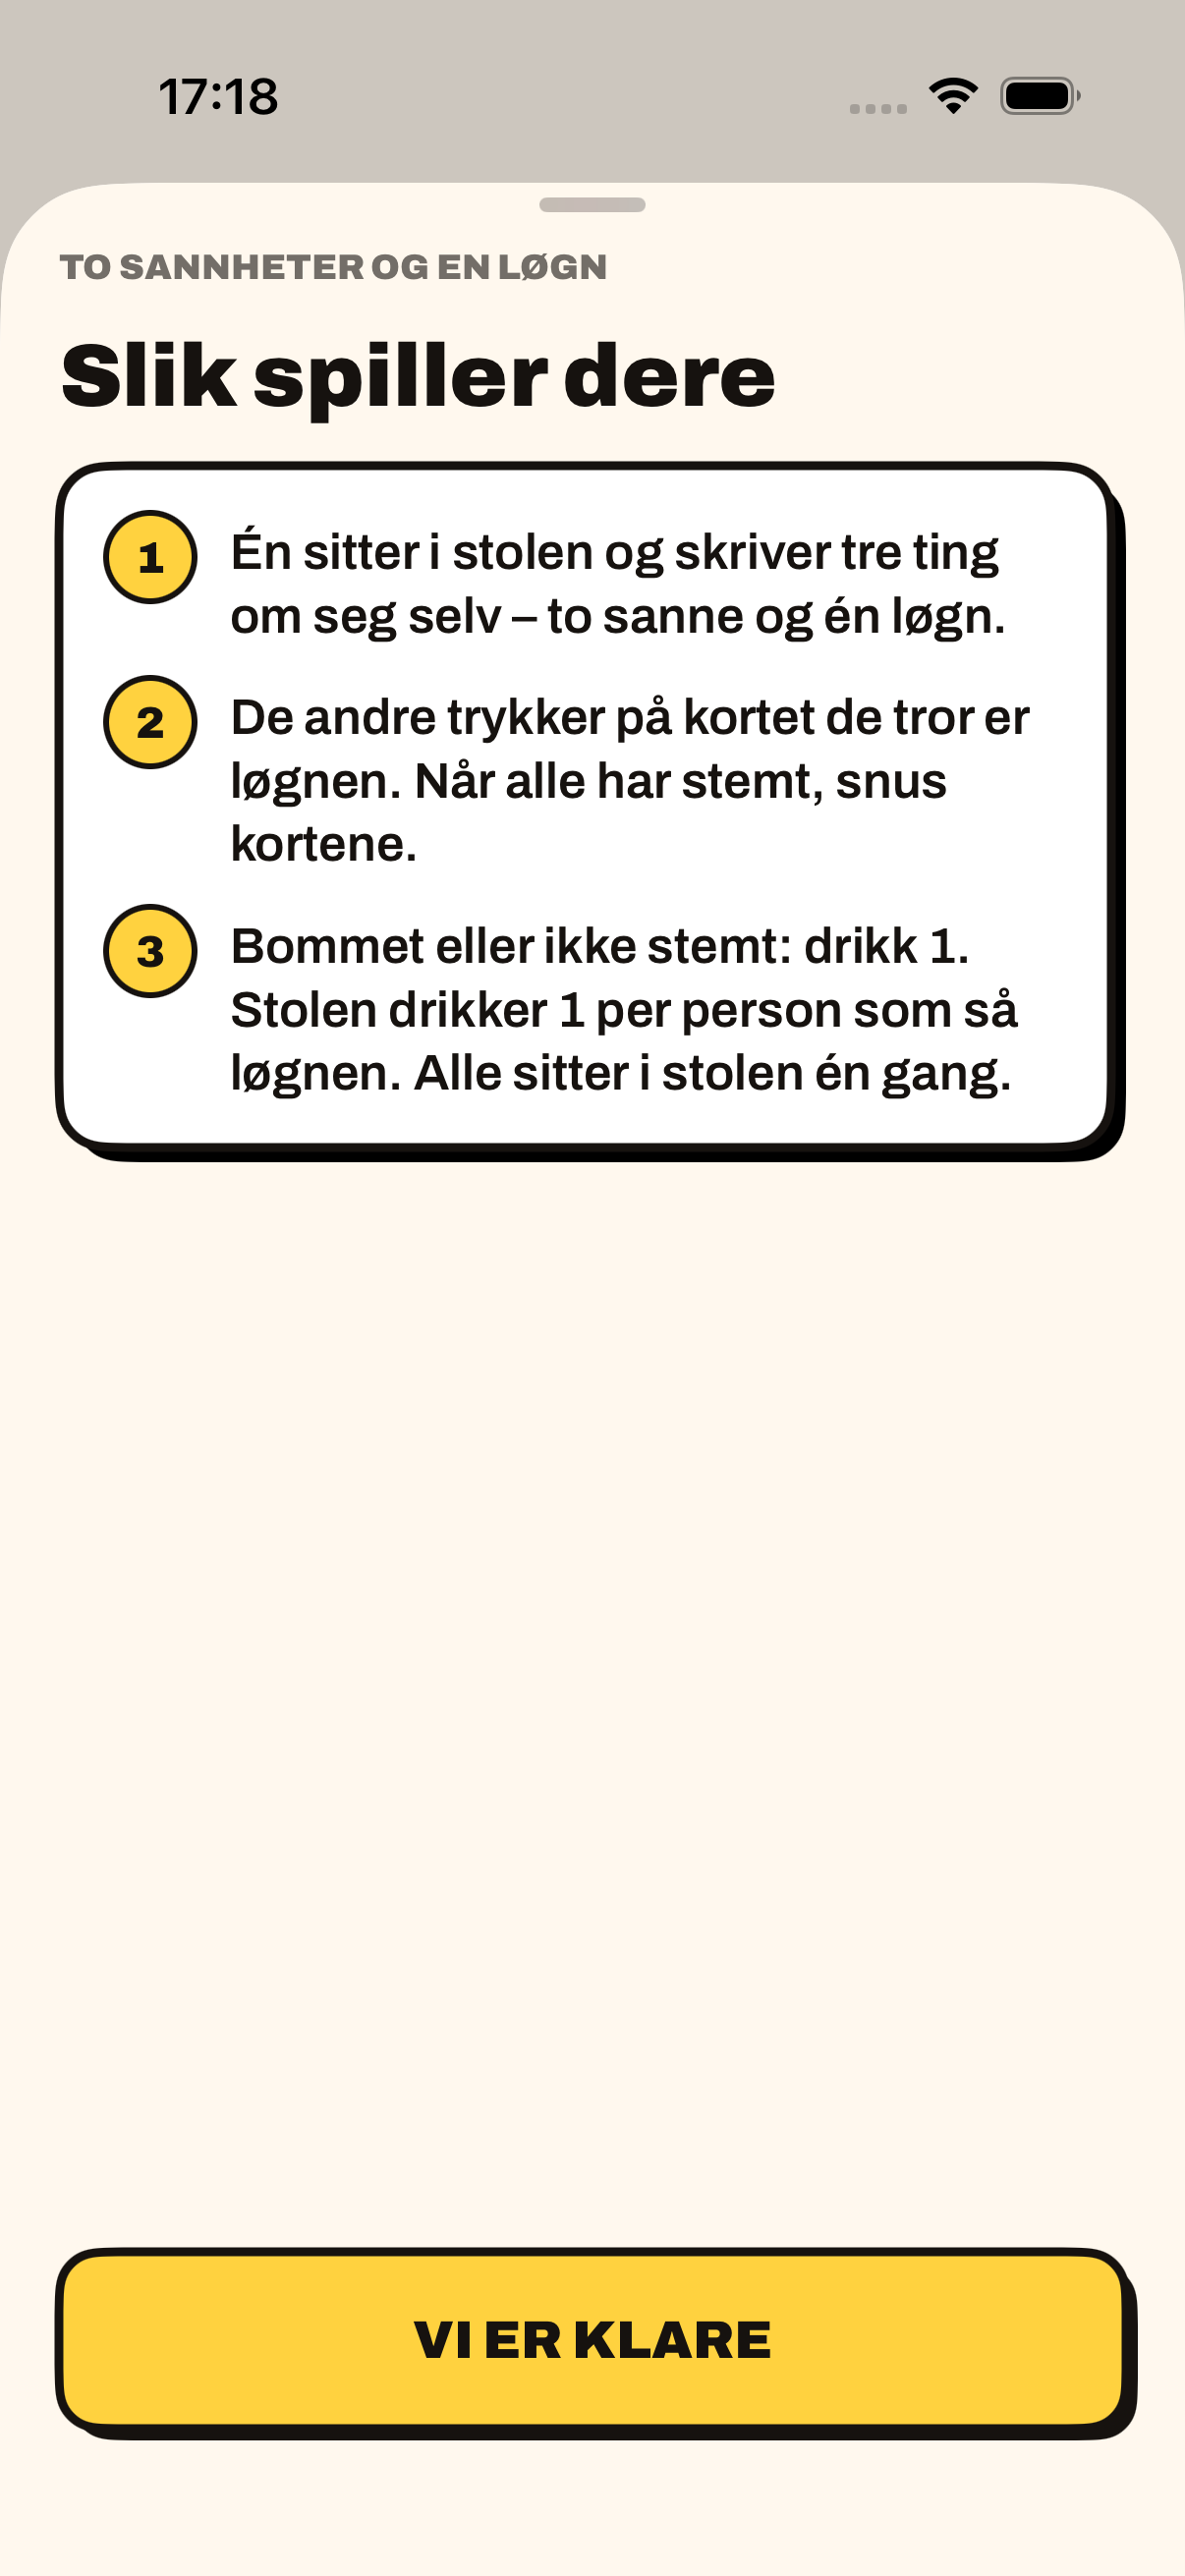 17:18
TO SANNHETER OG EN LØGN
Slik spiller dere
1 Én sitter i stolen og skriver tre ting
om seg selv – to sanne og én løgn.
2 De andre trykker på kortet de tror er
løgnen. Når alle har stemt, snus
kortene.
3 Bommet eller ikke stemt: drikk 1.
Stolen drikker 1 per person som så
løgnen. Alle sitter i stolen én gang.
VI ER KLARE